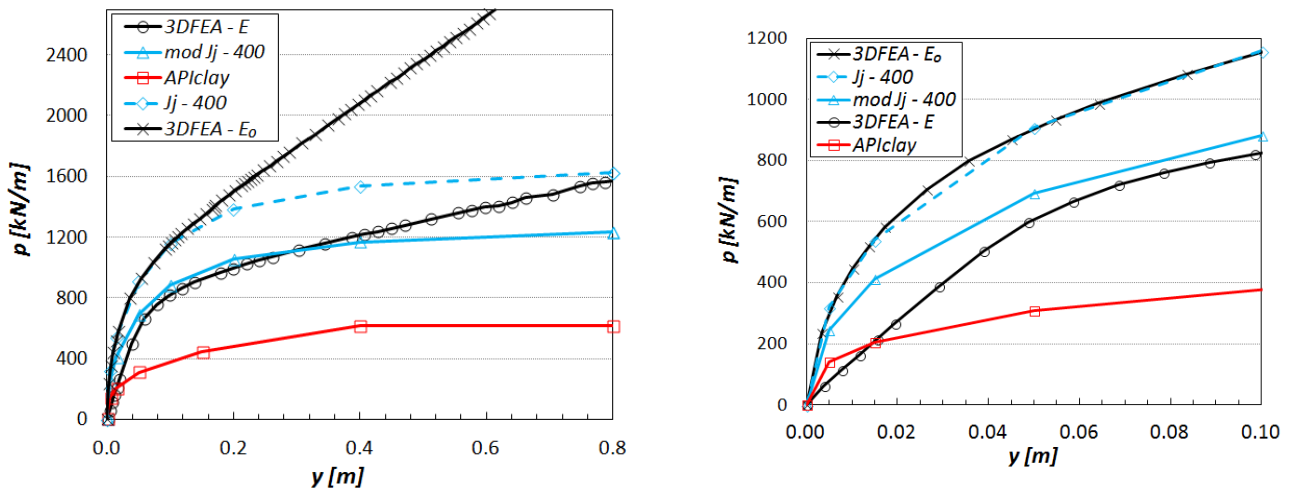 3DFEA - E
mod Jj - 400
APIclay
Jj - 400
3DFEA - Eo
2400
2000
1600
1200
800
400
0
p [kN/m]
0.0 0.2 0.4 0.6 0.8
y [m]
1200
1000
800
600
400
200
0
3DFEA - Eo
Jj - 400
mod Jj - 400
3DFEA - E
APIclay
p [kN/m]
0.00 0.02 0.04 0.06 0.08 0.10
y [m]